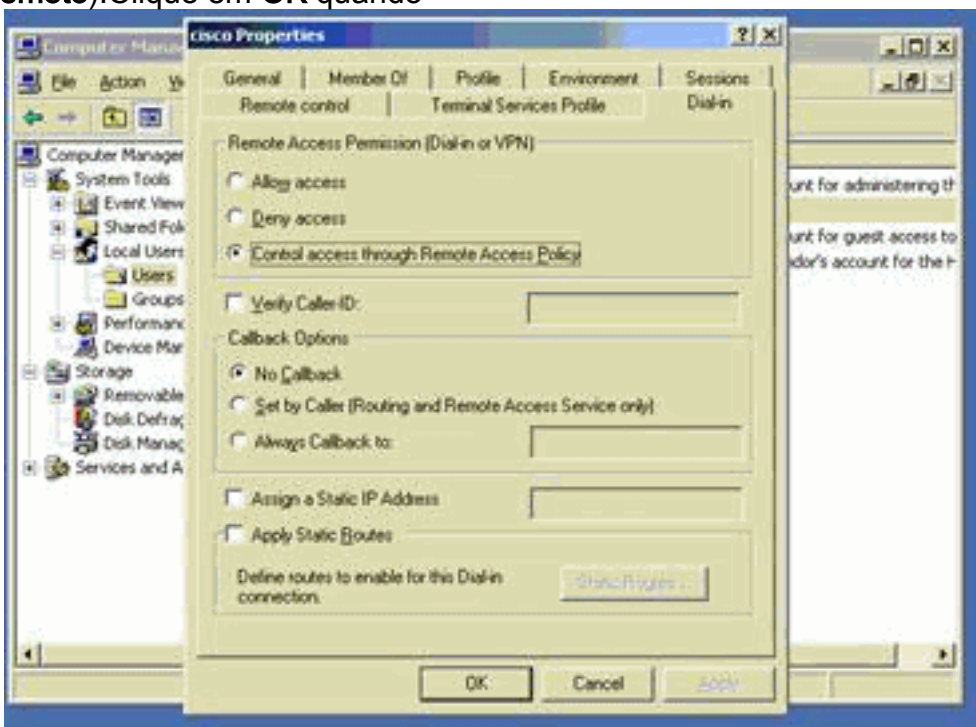 emoto).Clique em OK quando
Computer Mana
cisco Properties
File Action
General Member Of Profile Environment Sessions
Remote control Terminal Services Profile Dial-in
Computer Manager
System Tools
Event View
Shared Fol
Local Users
Users
Groups
Performanc
Device Mar
Storage
Removable
Disk Defrag
Disk Manag
Services and A
Remote Access Permission (Dial-in or VPN)
Allow access
Deny access
Control access through Remote Access Policy
Verify Caller-ID:
Callback Options
No Callback
Set by Caller (Routing and Remote Access Service only)
Always Callback to:
Assign a Static IP Address
Apply Static Routes
Define routes to enable for this Dial-in
connection.
Static Routes ...
OK Cancel Apply
unt for administering th
unt for guest access to
dor's account for the H